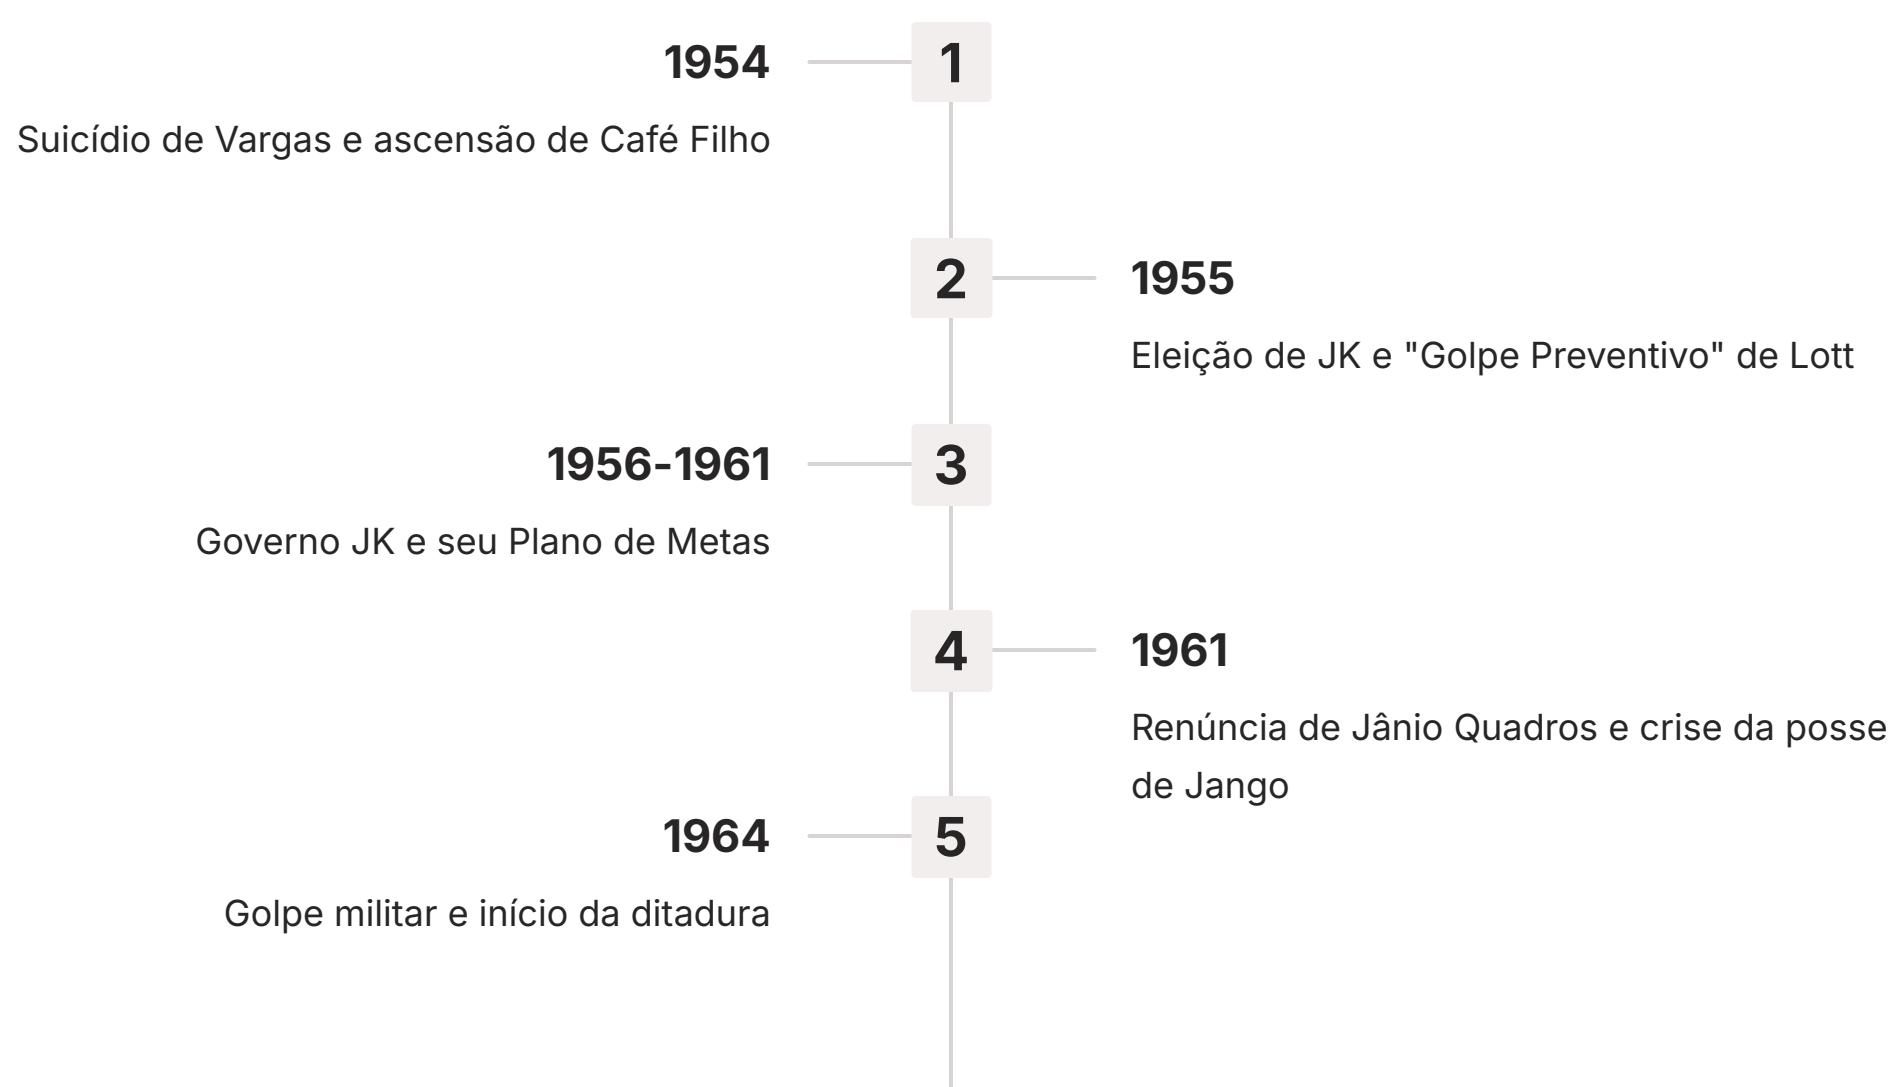 1954
1
Suicídio de Vargas e ascensão de Café Filho
2
1955
Eleição de JK e "Golpe Preventivo" de Lott
1956-1961
3
Governo JK e seu Plano de Metas
4
1961
Renúncia de Jânio Quadros e crise da posse
de Jango
1964
5
Golpe militar e início da ditadura